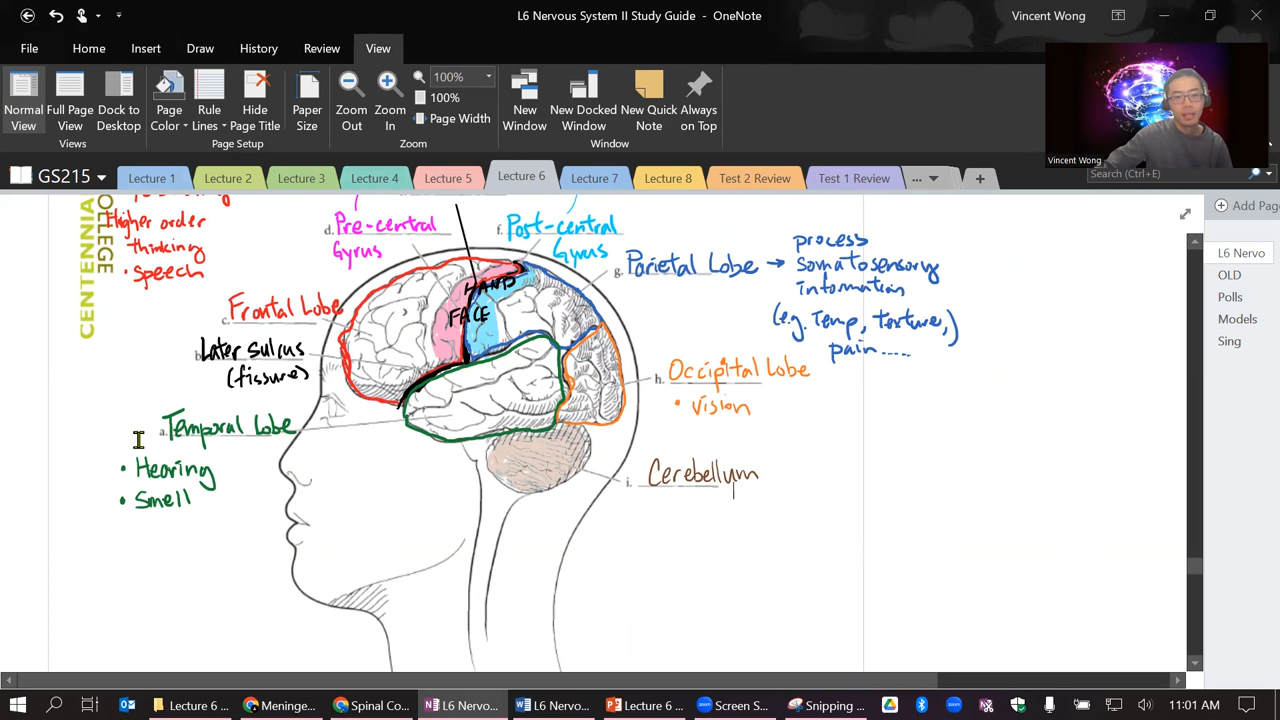 L6 Nervous System II Study Guide - OneNote
Vincent Wong
File
Home
Insert
Draw
History
Review
View
Normal View
Full Page View
Dock to Desktop
Views
Page Color
Rule Lines
Hide Page Title
Paper Size
Page Setup
Zoom Out
Zoom In
100%
100%
Page Width
Zoom
New Window
New Docked Window
New Quick Note
Always on Top
Window
Vincent Wong
GS215
Lecture 1
Lecture 2
Lecture 3
Lecture 4
Lecture 5
Lecture 6
Lecture 7
Lecture 8
Test 2 Review
Test 1 Review
...
Search (Ctrl+E)
Add Page
L6 Nervo
OLD
Polls
Models
Sing
CENTENNIA
OLLEGE
Higher order
thinking
• Speech
d. Pre-central
Gyrus
f. Post-central
Gyrus
g. Parietal Lobe → process
Somatosensory
information
(e.g. Temp, texture,)
pain.....
HAND
FACE
c. Frontal Lobe
b. Later sulcus
(fissure)
h. Occipital Lobe
• vision
a. Temporal Lobe
• Hearing
• Smell
i. Cerebellum
Lecture 6 ...
Meninge...
Spinal Co...
L6 Nervo...
L6 Nervo...
Lecture 6 ...
Screen S...
Snipping ...
11:01 AM